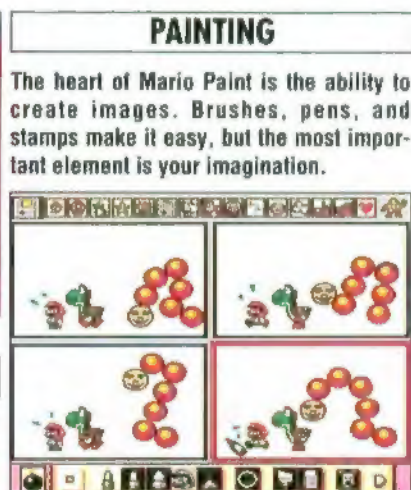 PAINTING
The heart of Mario Paint is the ability to
create images. Brushes, pens, and
stamps make it easy, but the most impor-
tant element is your imagination.